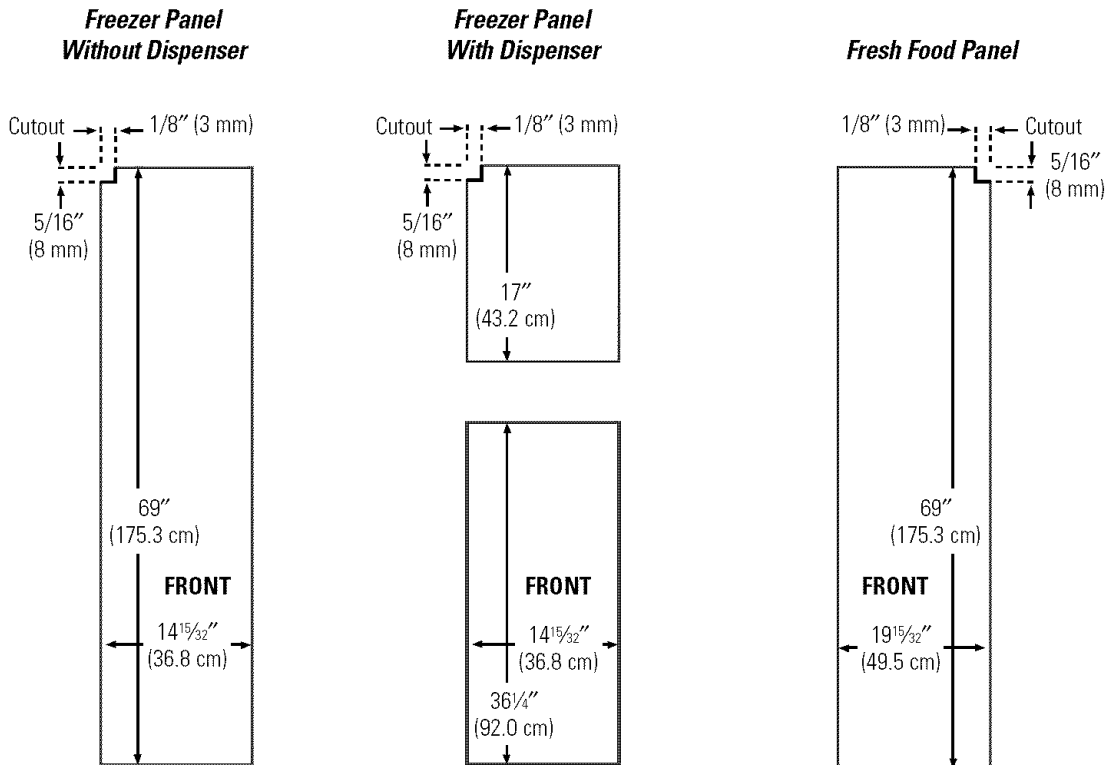 Freezer Panel
Without Dispenser
Freezer Panel
With Dispenser
Fresh Food Panel
Cutout
1/8″ (3 mm)
5/16″
(8 mm)
69″
(175.3 cm)
FRONT
14 15/32″
(36.8 cm)
Cutout
1/8″ (3 mm)
5/16″
(8 mm)
17″
(43.2 cm)
FRONT
14 15/32″
(36.8 cm)
36 1/4″
(92.0 cm)
1/8″ (3 mm)
Cutout
5/16″
(8 mm)
69″
(175.3 cm)
FRONT
19 15/32″
(49.5 cm)